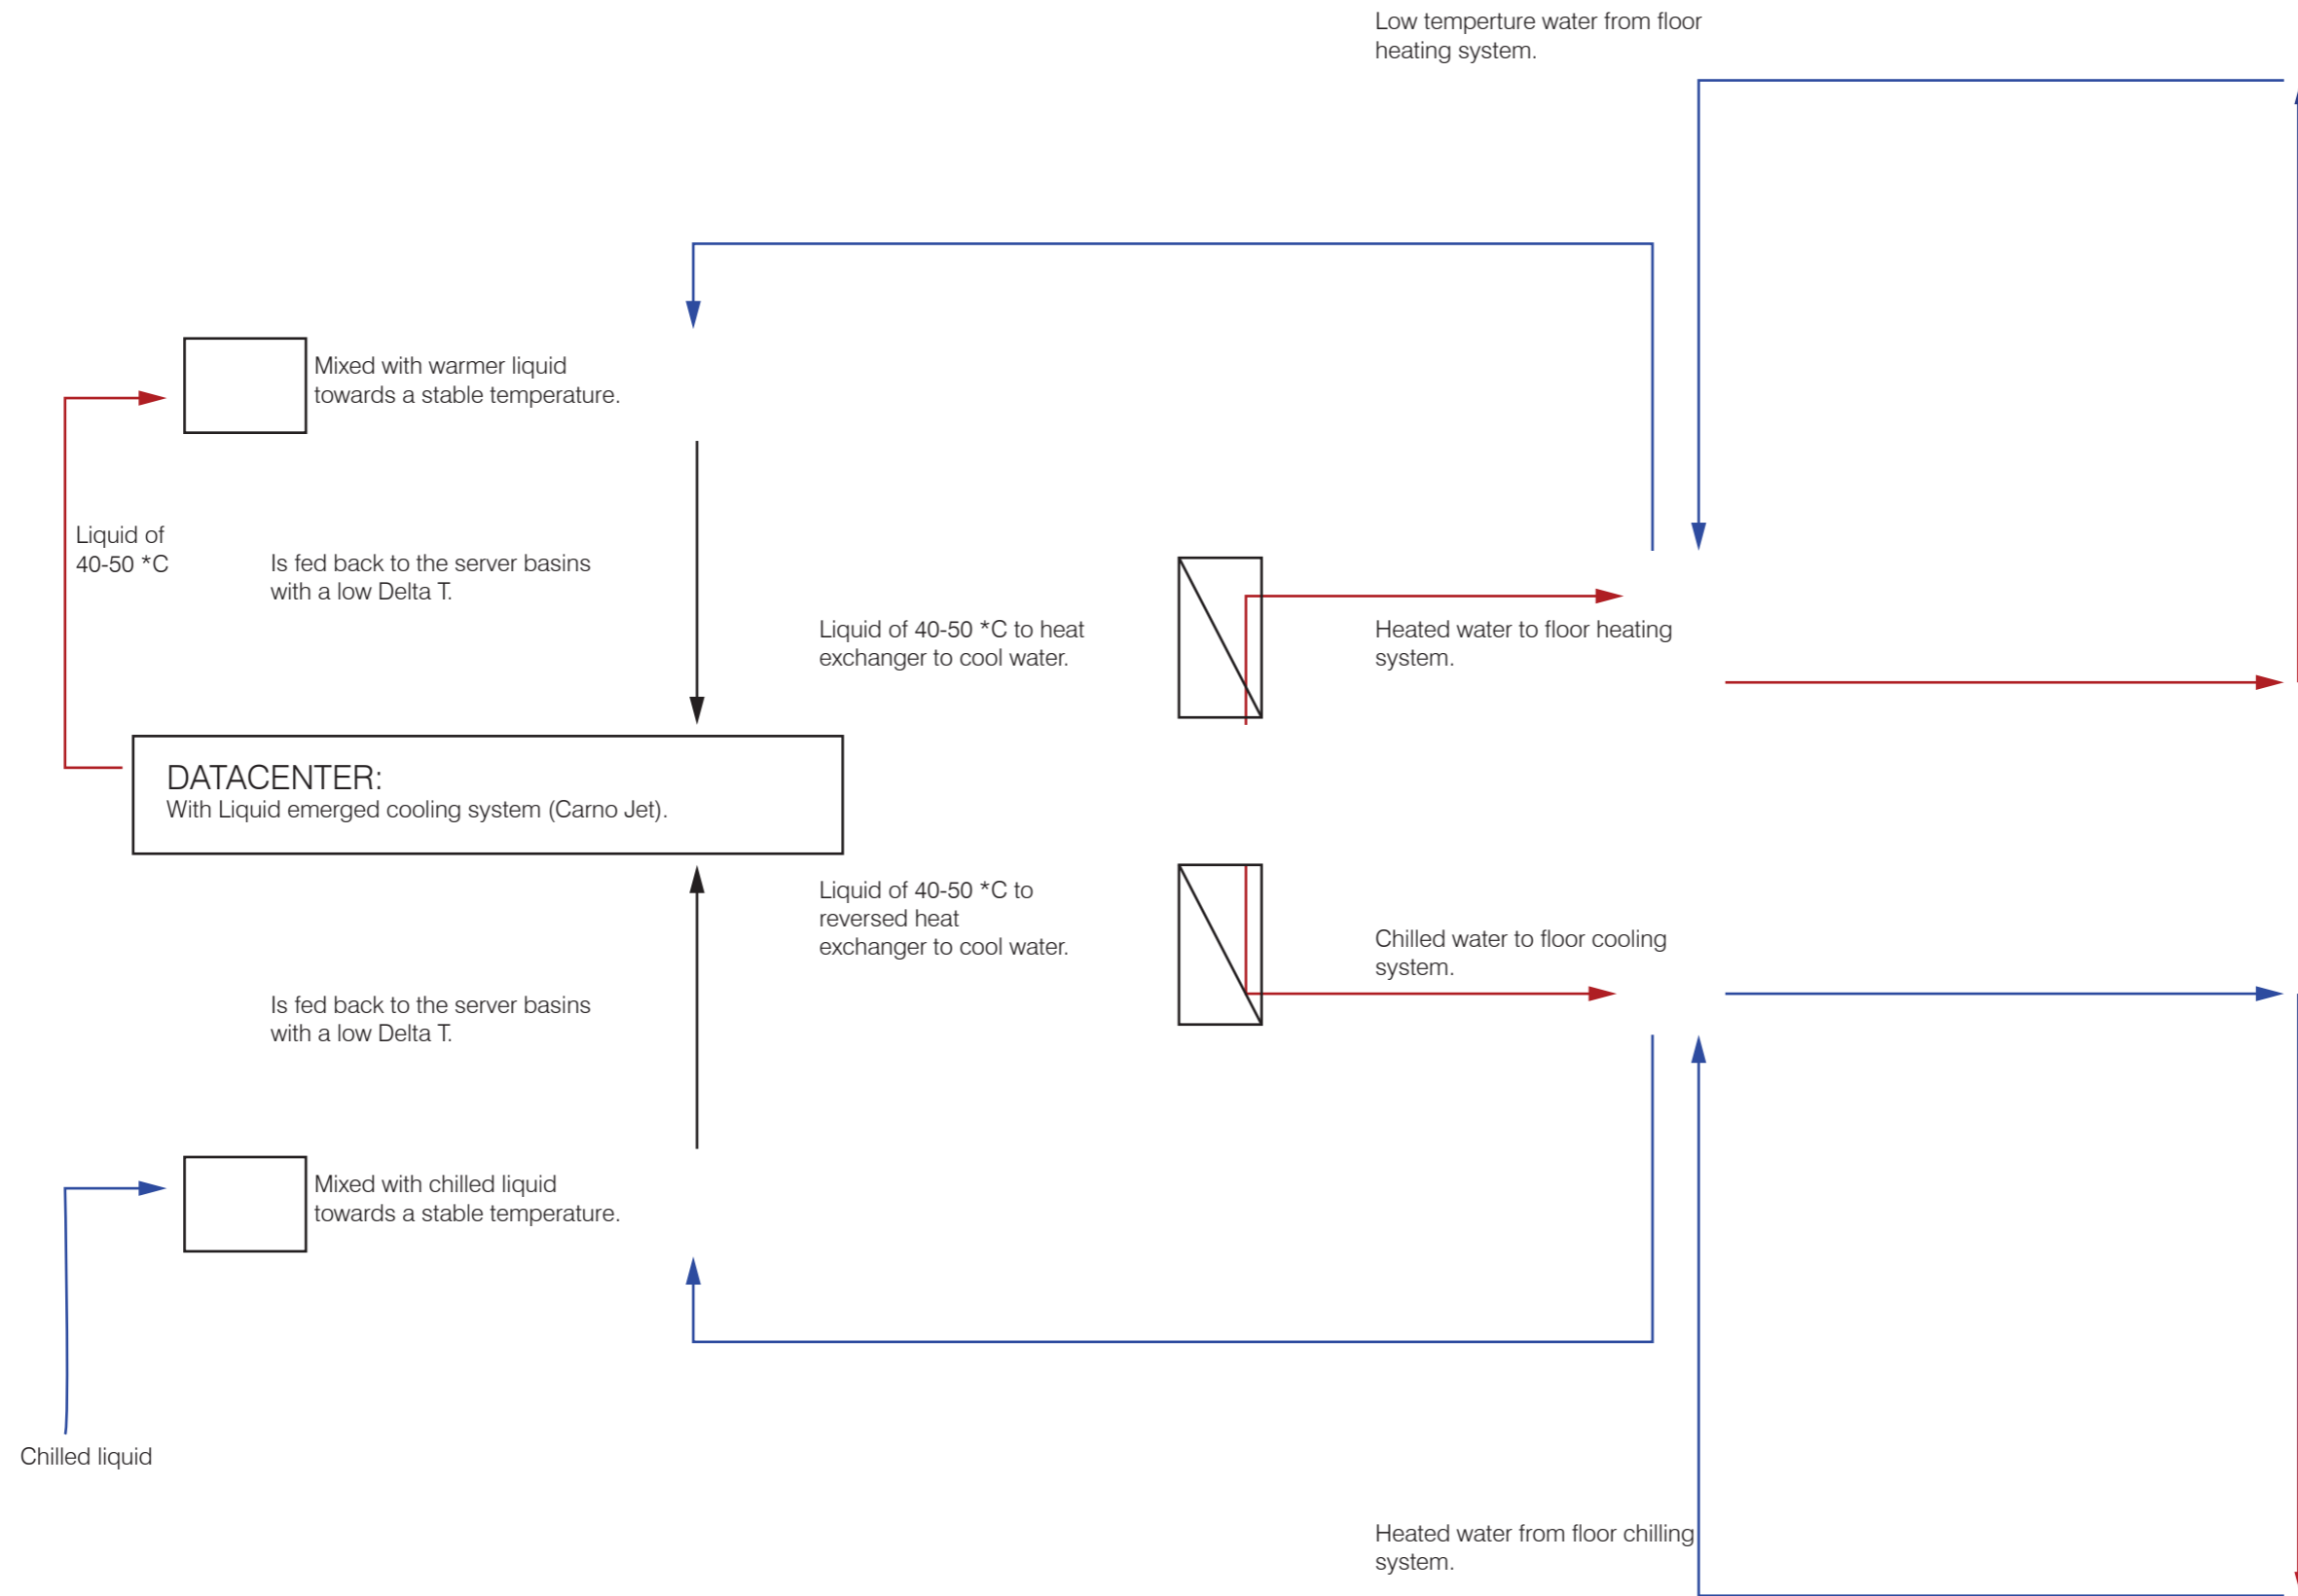 Low temperture water from floor
heating system.
Mixed with warmer liquid
towards a stable temperature.
Liquid of
40-50 *C
Is fed back to the server basins
with a low Delta T.
Liquid of 40-50 *C to heat
exchanger to cool water.
Heated water to floor heating
system.
DATACENTER:
With Liquid emerged cooling system (Carno Jet).
Liquid of 40-50 *C to
reversed heat
exchanger to cool water.
Chilled water to floor cooling
system.
Is fed back to the server basins
with a low Delta T.
Mixed with chilled liquid
towards a stable temperature.
Chilled liquid
Heated water from floor chilling
system.